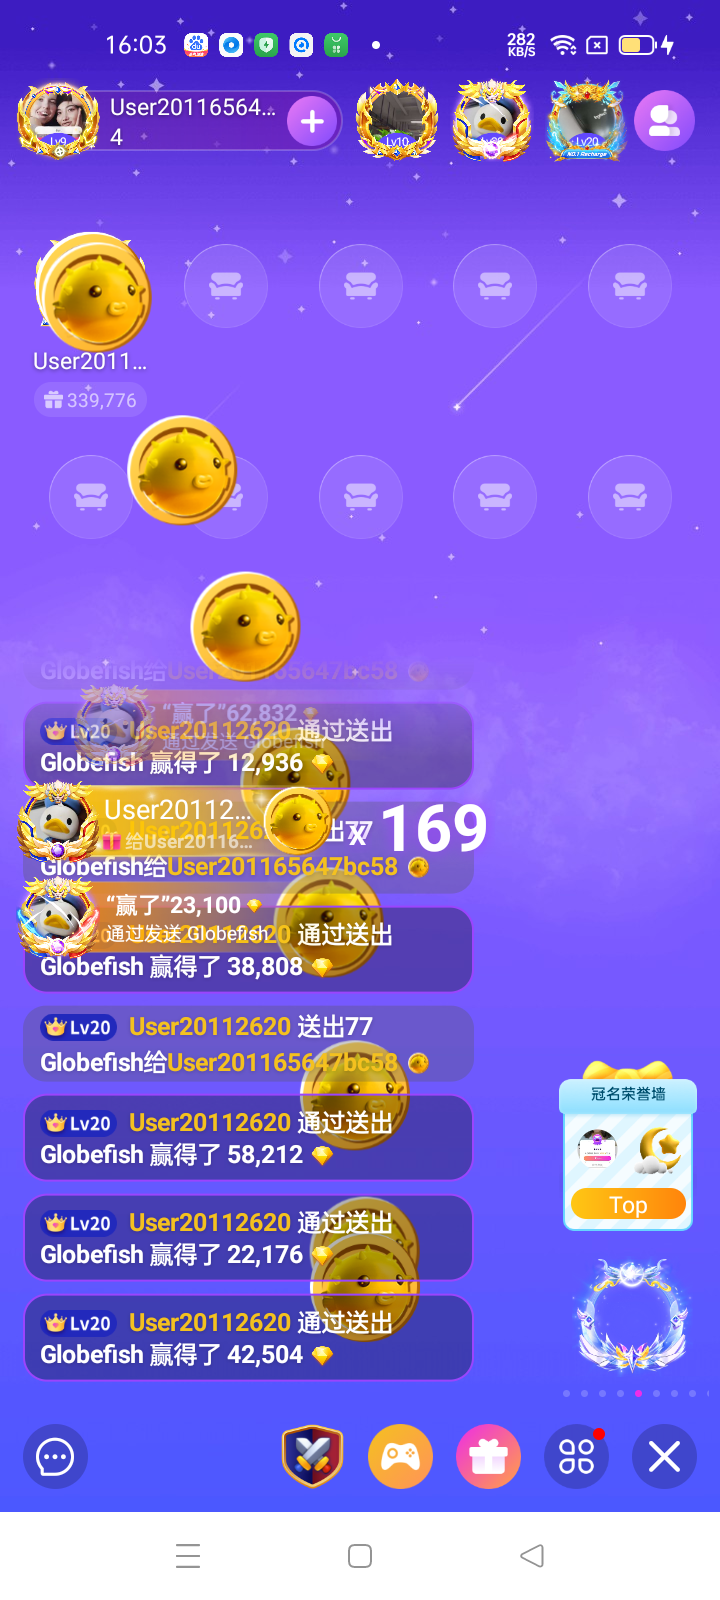 16:03
282
KB/S
User20116564...
4
Lv9
Lv10
Lv20
NO.1 Recharge
User2011...
339,776
Globefish给User201165647bc58
“赢了”62,832
通过发送 Globefish
Lv20 User20112620 通过送出
Globefish 赢得了 12,936
User20112...
给User20116...
x 169
Globefish给User201165647bc58
“赢了”23,100
通过发送 Globefish
User20112620 通过送出
Globefish 赢得了 38,808
Lv20 User20112620 送出77
Globefish给User201165647bc58
Lv20 User20112620 通过送出
Globefish 赢得了 58,212
Lv20 User20112620 通过送出
Globefish 赢得了 22,176
Lv20 User20112620 通过送出
Globefish 赢得了 42,504
冠名荣誉墙
Top